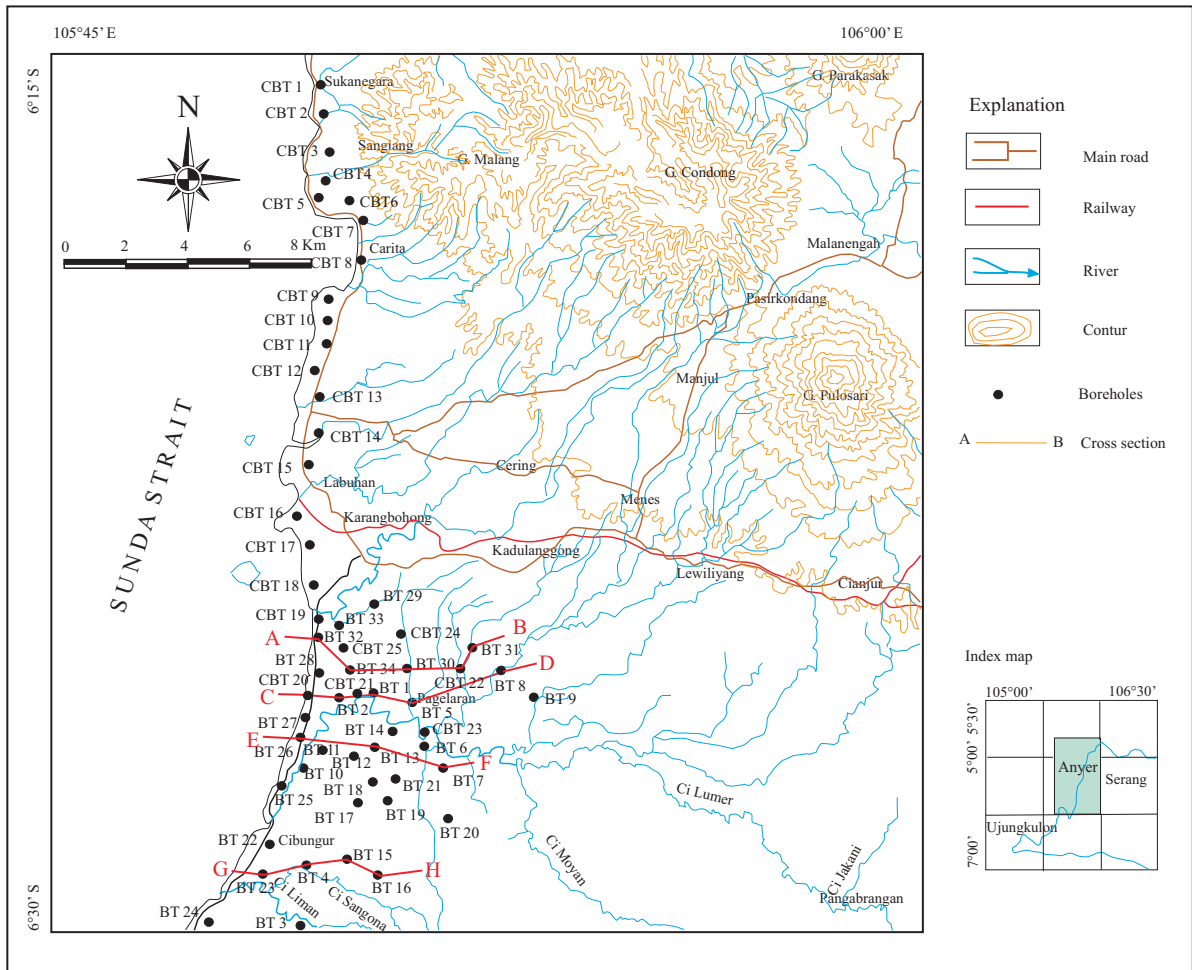 105°45' E
106°00' E
6°15' S
CBT 1
Sukanegara
G. Parakasak
CBT 2
N
Sangiang
CBT 3
G. Malang
G. Condong
CBT4
CBT 5
CBT6
CBT 7
0 2 4 6 8 Km
Carita
Malanengah
CBT 8
CBT 9
Pasirkondang
CBT 10
CBT 11
CBT 12
Manjul
CBT 13
G. Pulosari
CBT 14
CBT 15
Cering
Labuhan
Menes
CBT 16
Karangbohong
SUNDA STRAIT
CBT 17
Kadulanggong
Lewiliyang
CBT 18
Cianjur
BT 29
CBT 19
BT 33
CBT 24
B
A
BT 32
CBT 25
BT 31
BT 28
BT 34
BT 30
D
CBT 20
CBT 21
BT 1
CBT 22
BT 8
C
BT 2
Pagelaran
BT 9
BT 5
BT 27
BT 14
CBT 23
E
BT 26
BT 11
BT 13
BT 6
BT 12
F
BT 10
BT 7
BT 25
BT 18
BT 21
BT 17
BT 19
BT 20
Ci Lumer
BT 22
Cibungur
Ci Moyan
BT 15
G
BT 4
H
BT 23
BT 16
Ci Jakani
Ci Liman
Ci Sangona
Pangabrangan
6°30' S
BT 24
BT 3
Explanation
Main road
Railway
River
Contur
Boreholes
A B Cross section
Index map
105°00' 106°30'
5°30'
5°00'
Anyer
Serang
Ujungkulon
7°00'